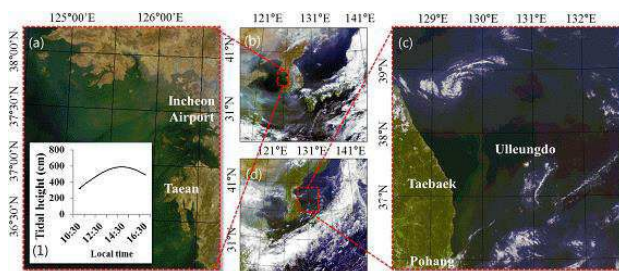 125°00'E 126°00'E
121°E 131°E 141°E
129°E 130°E 131°E 132°E
(a)
(b)
(c)
38°00'N
37°30'N
37°00'N
36°30'N
41°N
31°N
39°N
38°N
37°N
Incheon
Airport
Taean
Tidal height (cm)
800
600
400
200
0
10:30 12:30 14:30 16:30
(1)
Local time
121°E 131°E 141°E
(d)
41°N
31°N
Ulleungdo
Taebaek
Pohang